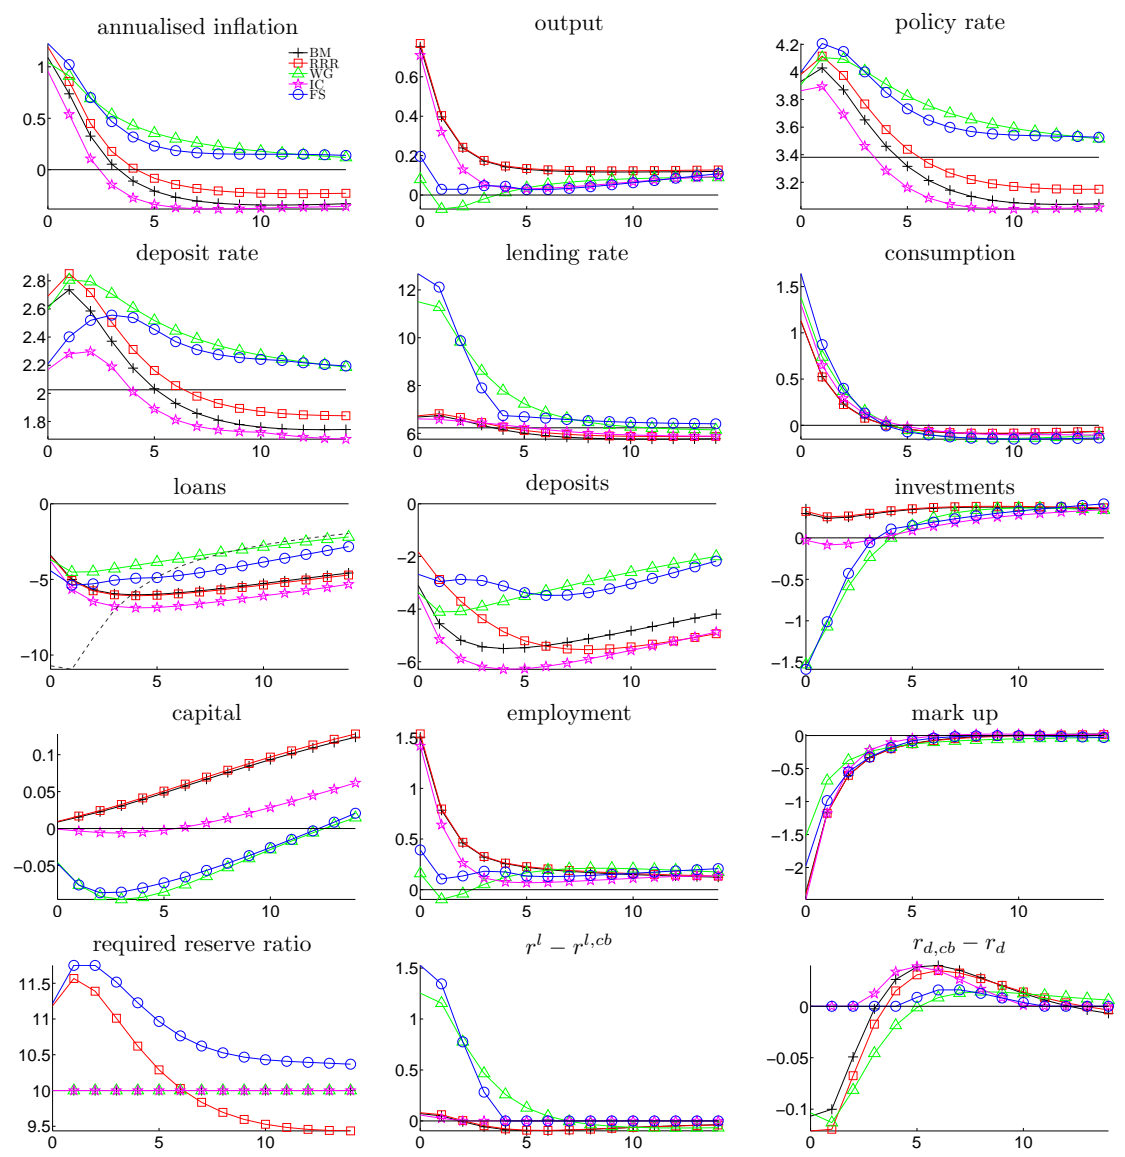 annualised inflation
output
policy rate
BM
RRR
WG
IC
FS
1
0.5
0
0 5 10
0.6
0.4
0.2
0
0 5 10
4.2
4
3.8
3.6
3.4
3.2
0 5 10
deposit rate
lending rate
consumption
2.8
2.6
2.4
2.2
2
1.8
5 10
12
10
8
6
0 5 10
1.5
1
0.5
0
0 5 10
loans
deposits
investments
0
−5
−10
0 5 10
0
−2
−4
−6
0 5 10
0
−0.5
−1
−1.5
0 5 10
capital
employment
mark up
0.1
0.05
0
−0.05
0 5 10
1.5
1
0.5
0
0 5 10
0
−0.5
−1
−1.5
−2
0 5 10
required reserve ratio
r^l − r^{l,cb}
r_{d,cb} − r_d
11.5
11
10.5
10
9.5
0 5 10
1.5
1
0.5
0
0 5 10
0
−0.05
−0.1
0 5 10